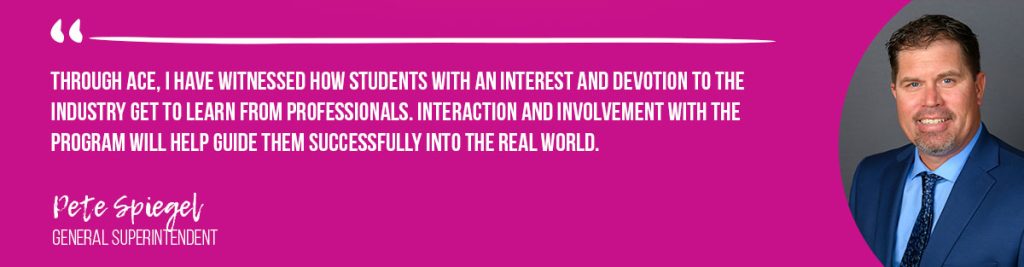 THROUGH ACE, I HAVE WITNESSED HOW STUDENTS WITH AN INTEREST AND DEVOTION TO THE
INDUSTRY GET TO LEARN FROM PROFESSIONALS. INTERACTION AND INVOLVEMENT WITH THE
PROGRAM WILL HELP GUIDE THEM SUCCESSFULLY INTO THE REAL WORLD.
Pete Spiegel
GENERAL SUPERINTENDENT